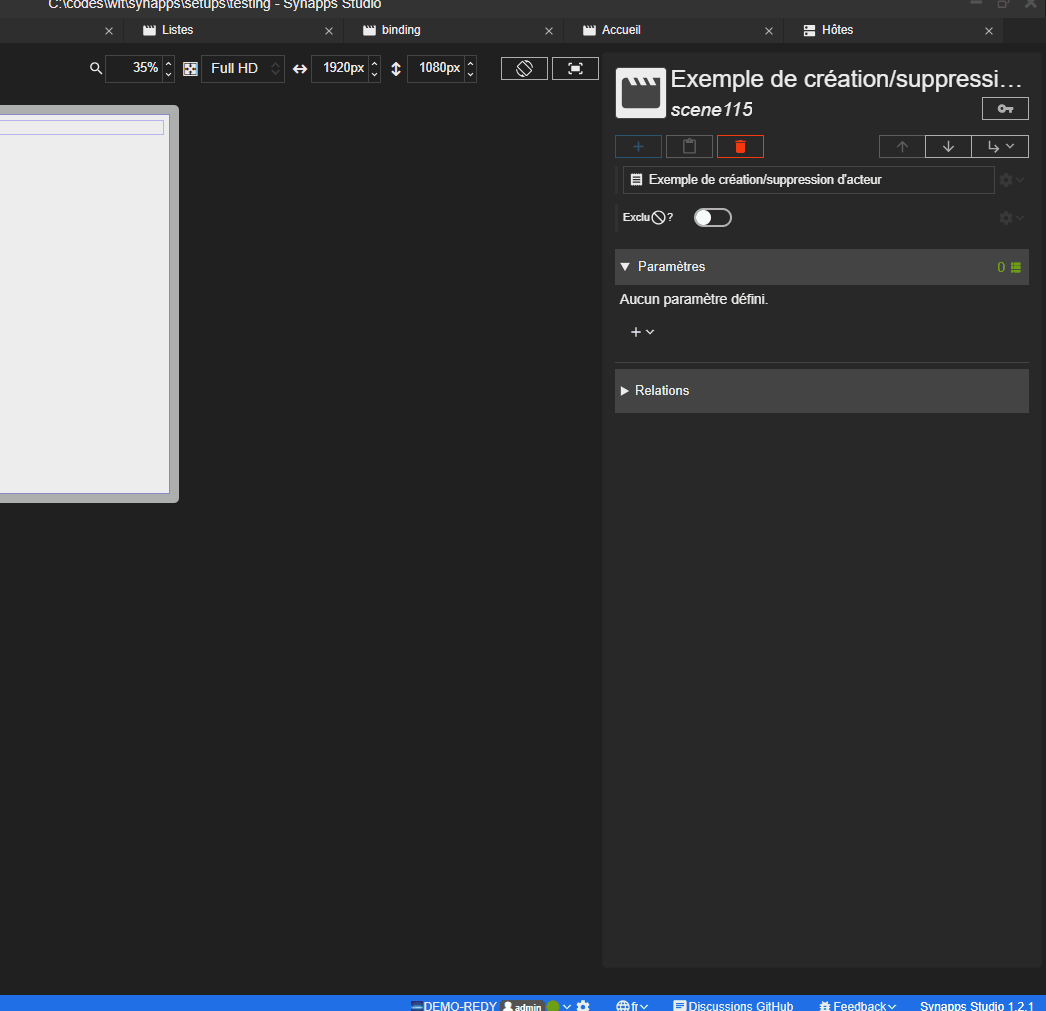 C:\codes\wit\synapps\setups\testing - Synapps Studio
Listes
binding
Accueil
Hôtes
35%
Full HD
1920px
1080px
Exemple de création/suppressi...
scene115
Exemple de création/suppression d'acteur
Exclu ?
Paramètres
0
Aucun paramètre défini.
Relations
DEMO-REDY admin fr Discussions GitHub Feedback Synapps Studio 1.2.1